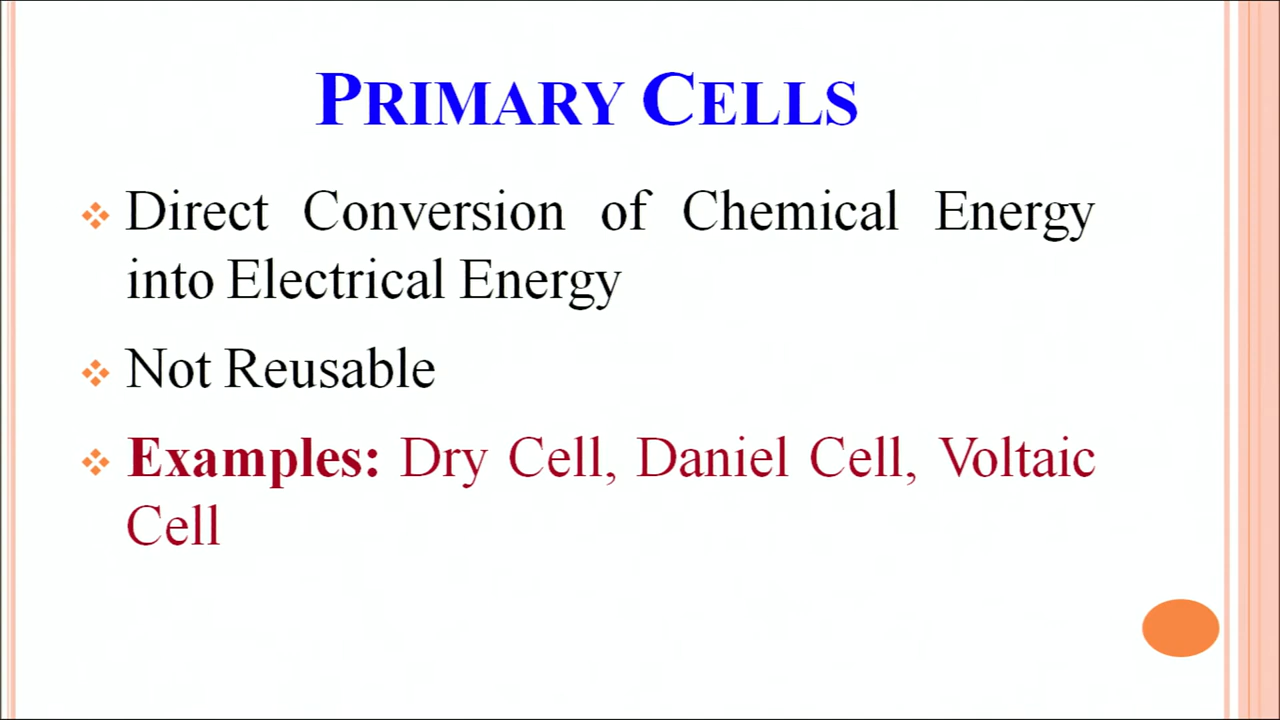 PRIMARY CELLS
Direct Conversion of Chemical Energy
into Electrical Energy
Not Reusable
Examples: Dry Cell, Daniel Cell, Voltaic
Cell